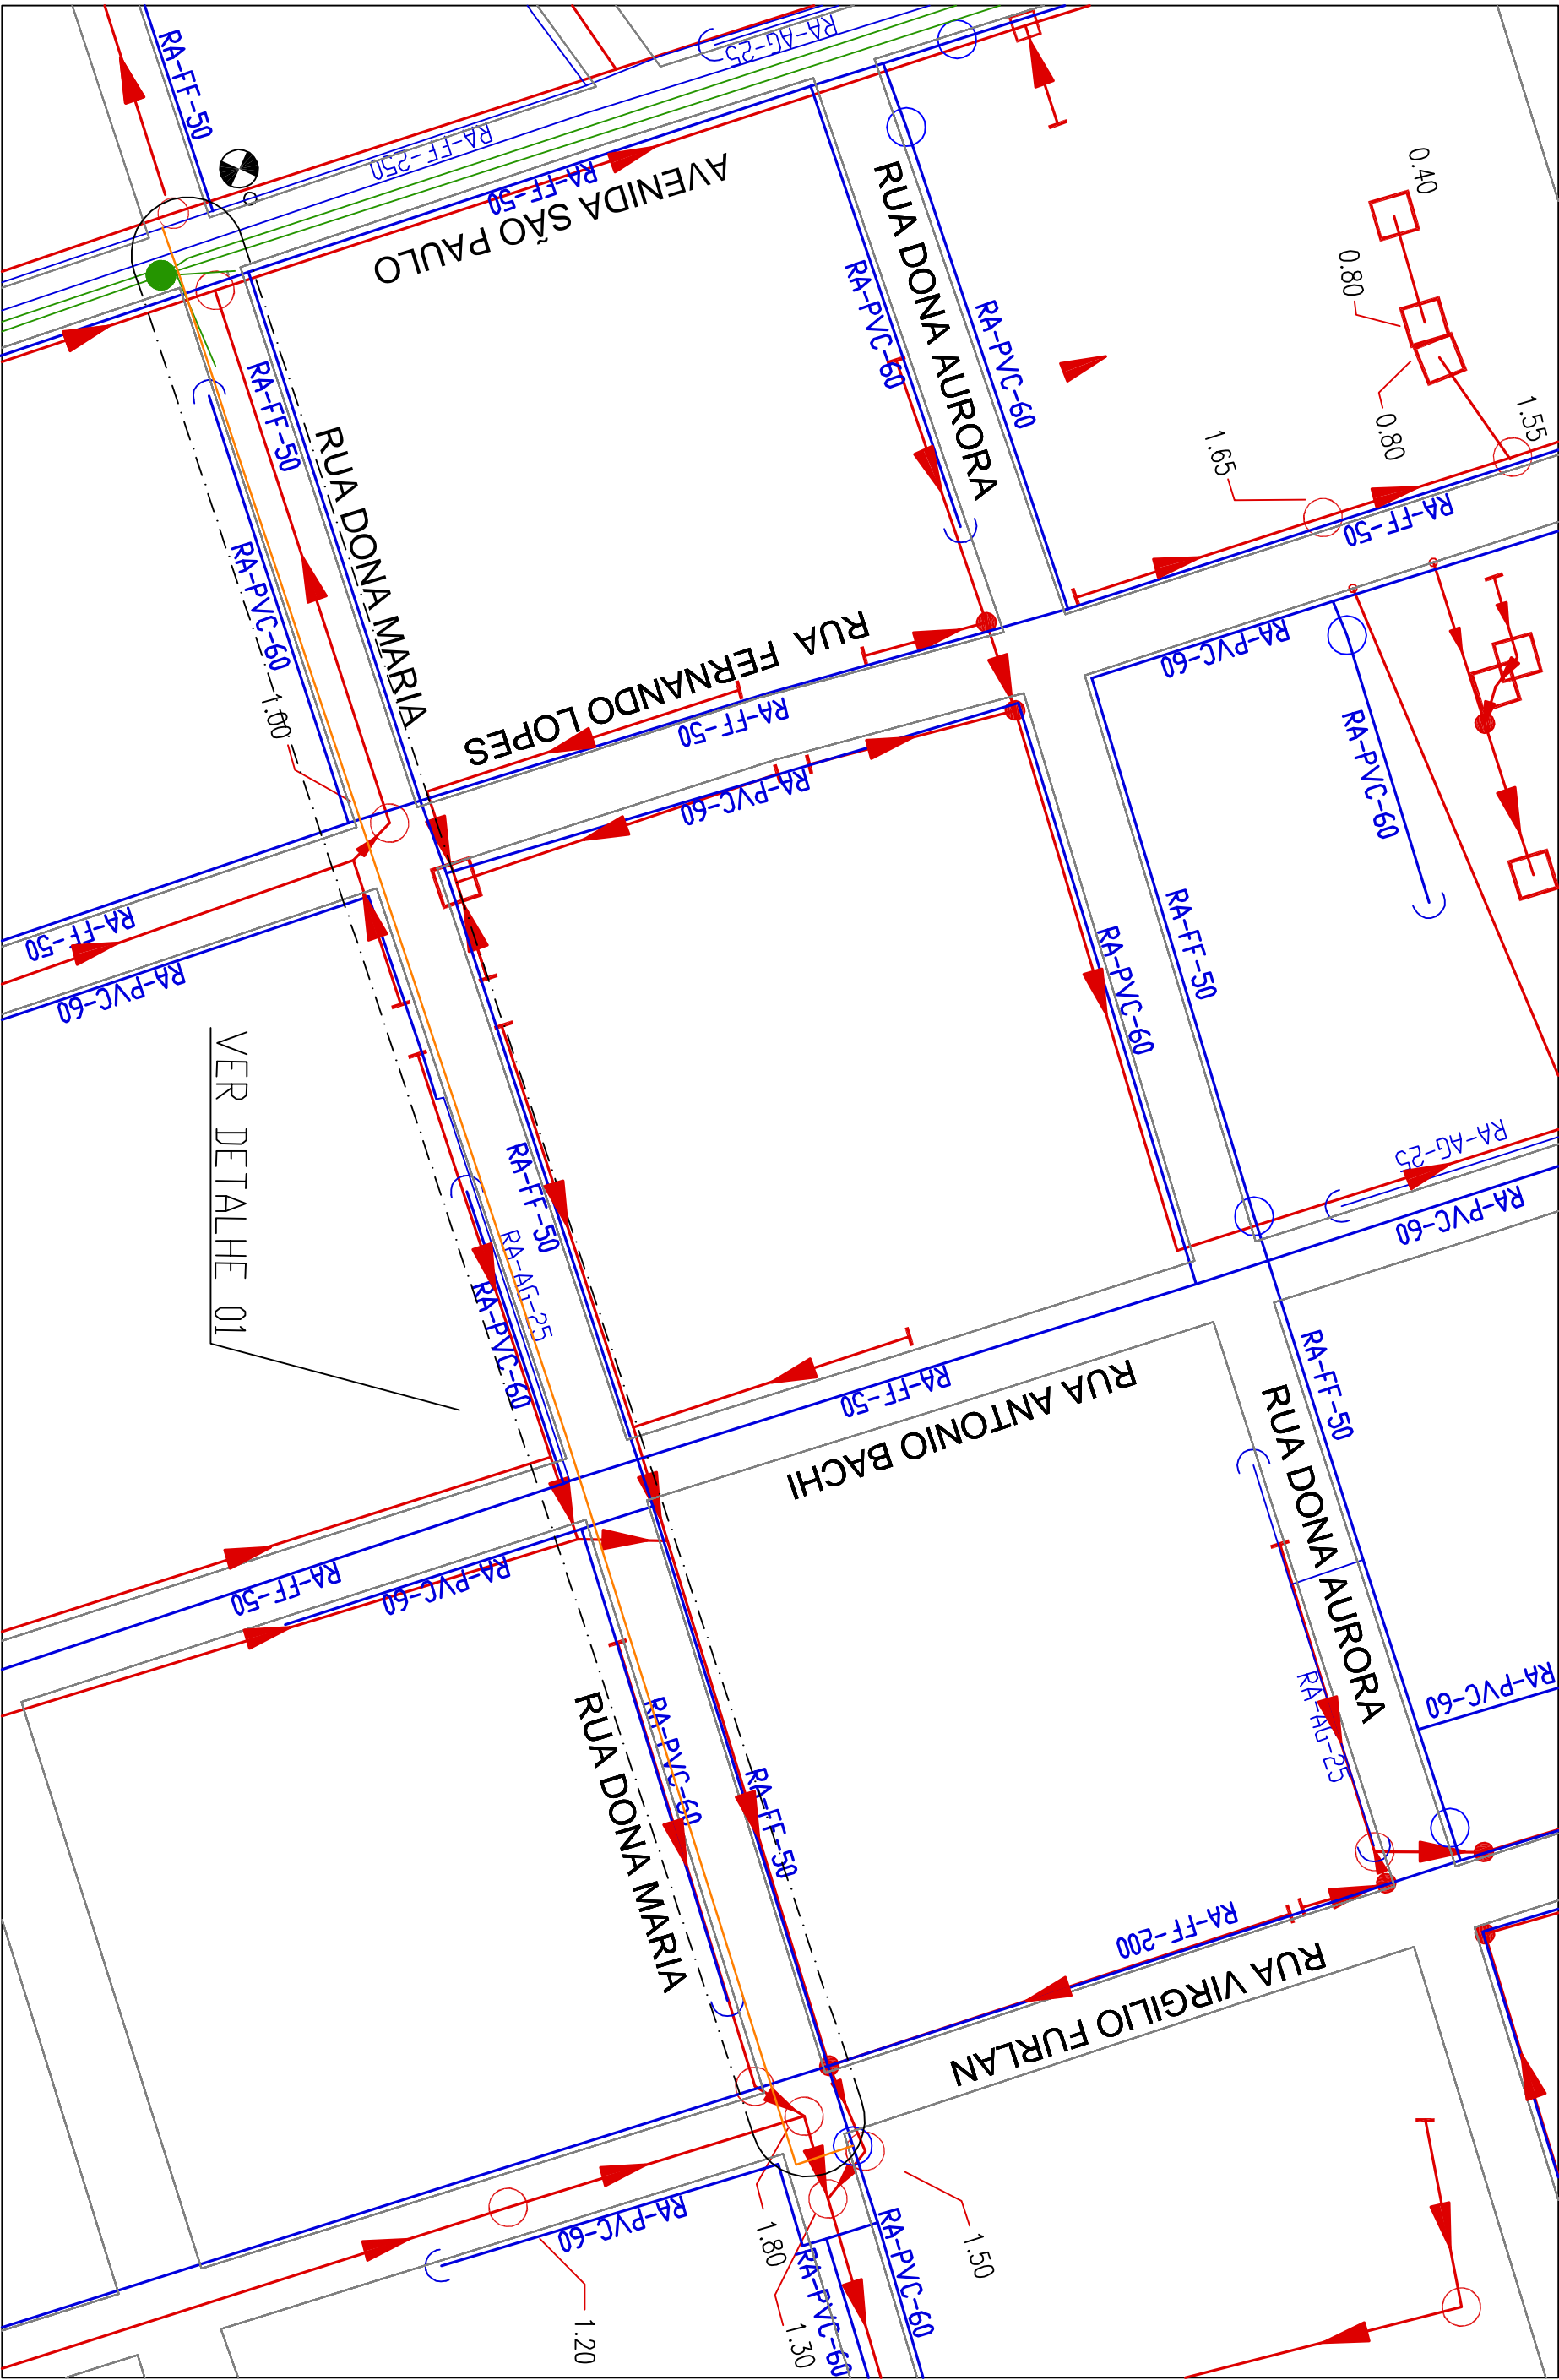 RA-FF-50
RA-AG-25
RA-FF-250
RA-FF-50
AVENIDA SÃO PAULO
RUA DONA AURORA
RA-PVC-60
RA-PVC-60
0.40
0.80
0.80
1.55
1.65
RA-FF-50
RA-FF-50
RUA DONA MARIA
RA-PVC-60
1.00
RUA FERNANDO LOPES
RA-FF-50
RA-PVC-60
RA-PVC-60
RA-PVC-60
RA-FF-50
RA-PVC-60
RA-FF-50
RA-PVC-60
VER DETALHE 01
RA-FF-50
RA-AG-25
RA-PVC-60
RA-AG-25
RA-PVC-60
RA-FF-50
RUA ANTONIO BACHI
RA-FF-50
RUA DONA AURORA
RA-AG-25
RA-PVC-60
RA-FF-50
RA-PVC-60
RUA DONA MARIA
RA-PVC-60
RA-FF-50
RA-FF-200
RUA VIRGILIO FURLAN
RA-PVC-60
1.80
1.50
1.20
1.30
RA-PVC-60
RA-PVC-60